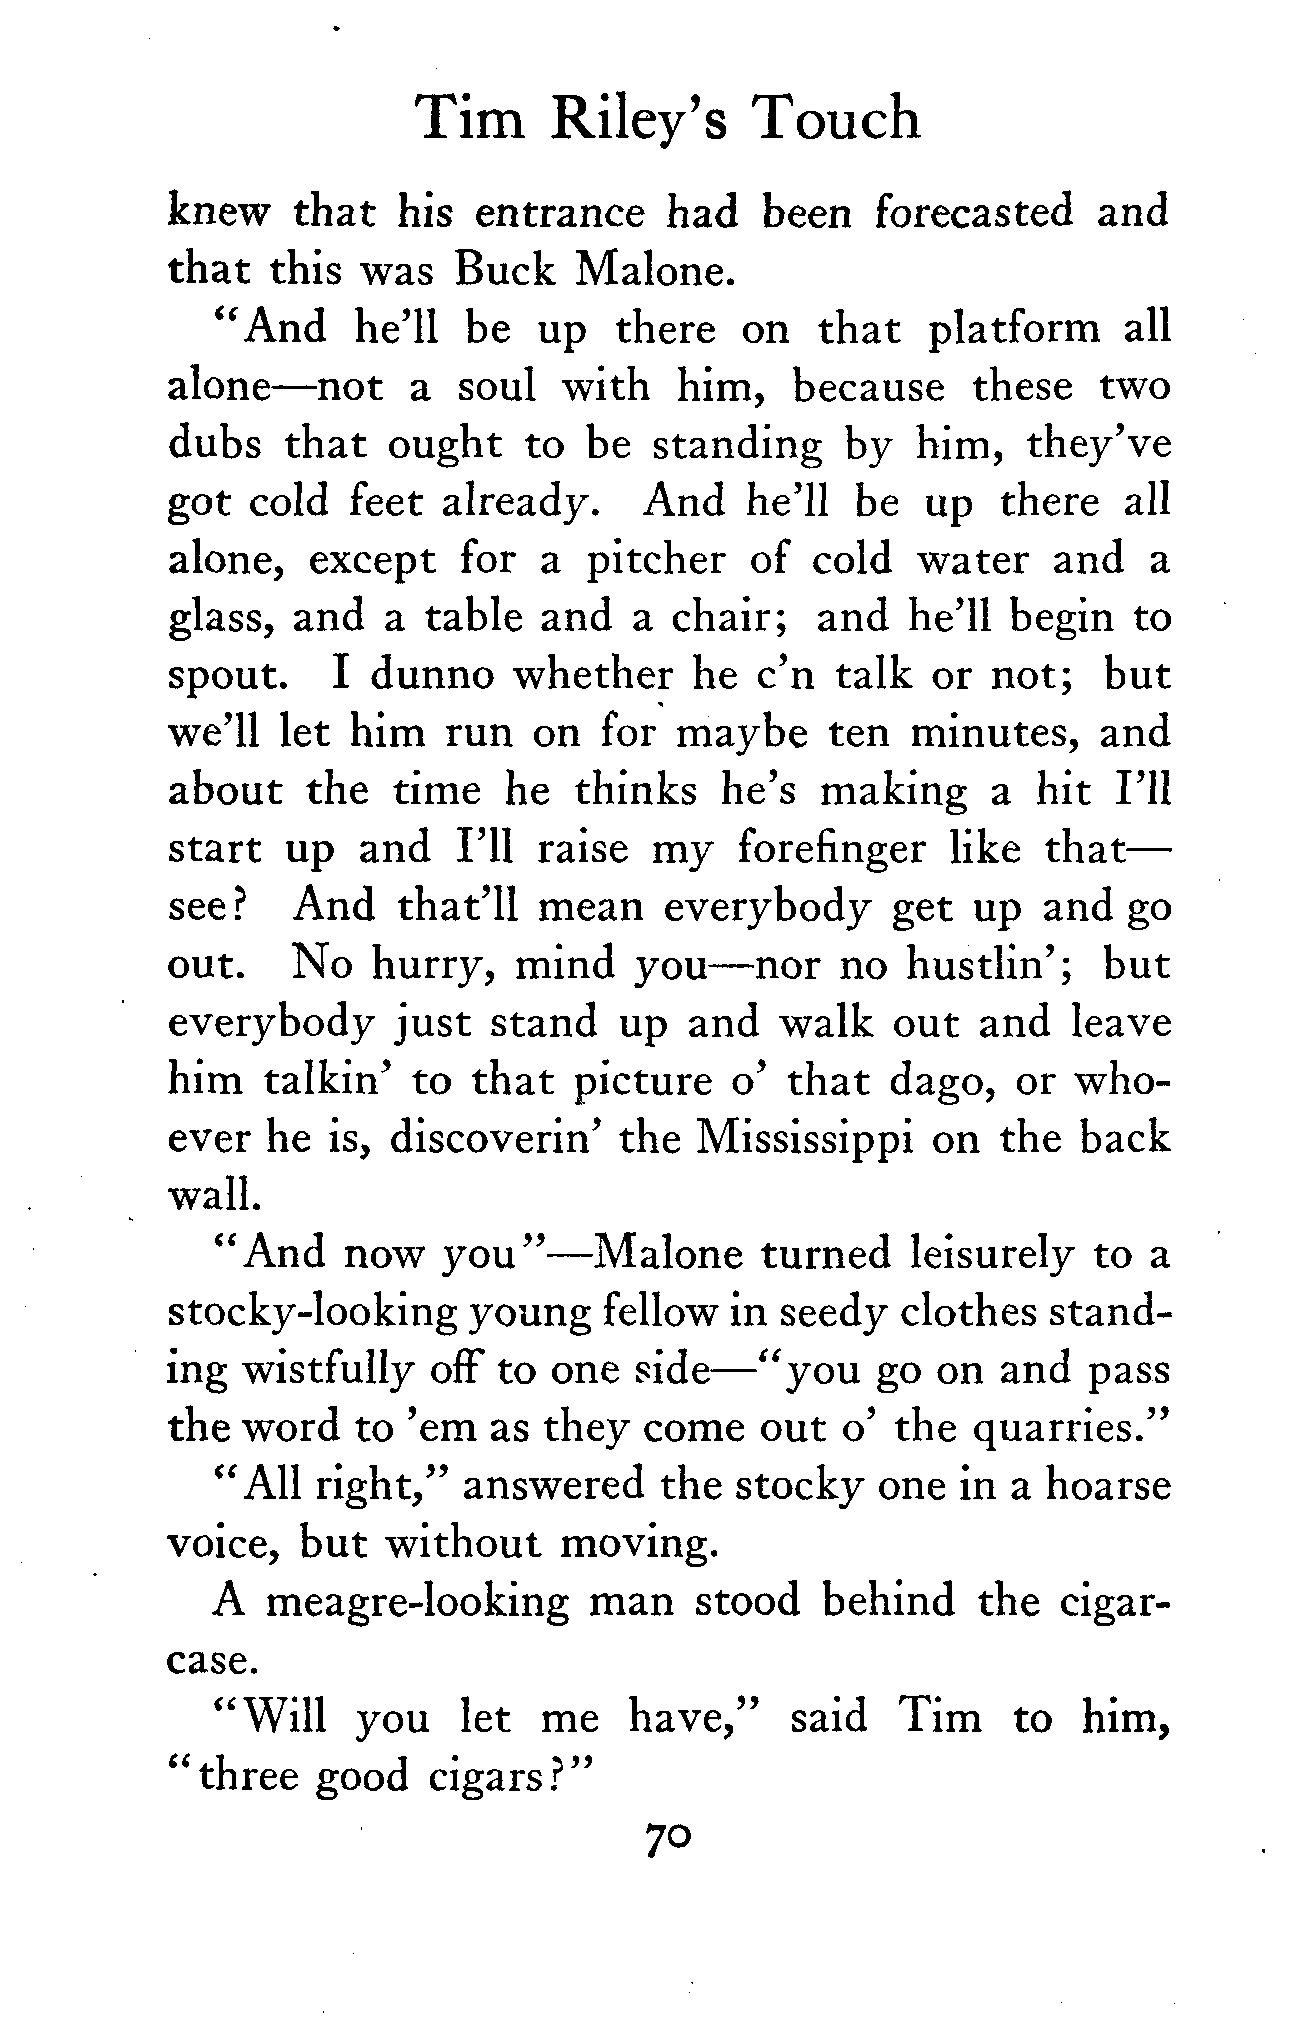 Tim Riley's Touch
knew that his entrance had been forecasted and
that this was Buck Malone.
"And he'll be up there on that platform all
alone—not a soul with him, because these two
dubs that ought to be standing by him, they've
got cold feet already. And he'll be up there all
alone, except for a pitcher of cold water and a
glass, and a table and a chair; and he'll begin to
spout. I dunno whether he c'n talk or not; but
we'll let him run on for maybe ten minutes, and
about the time he thinks he's making a hit I'll
start up and I'll raise my forefinger like that—
see? And that'll mean everybody get up and go
out. No hurry, mind you—nor no hustlin'; but
everybody just stand up and walk out and leave
him talkin' to that picture o' that dago, or who-
ever he is, discoverin' the Mississippi on the back
wall.
"And now you"—Malone turned leisurely to a
stocky-looking young fellow in seedy clothes stand-
ing wistfully off to one side—"you go on and pass
the word to 'em as they come out o' the quarries."
"All right," answered the stocky one in a hoarse
voice, but without moving.
A meagre-looking man stood behind the cigar-
case.
"Will you let me have," said Tim to him,
"three good cigars?"
70